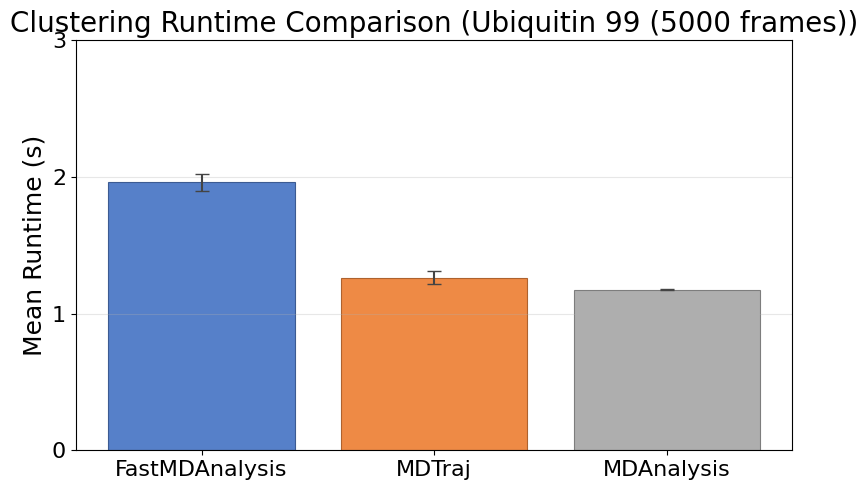 Clustering Runtime Comparison (Ubiquitin 99 (5000 frames))
Mean Runtime (s)
3
2
1
0
FastMDAnalysis
MDTraj
MDAnalysis